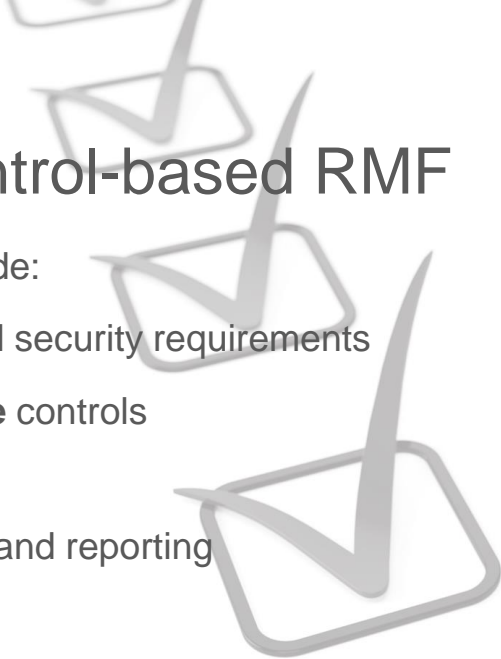 ntrol-based RMF
de:
security requirements
controls
and reporting